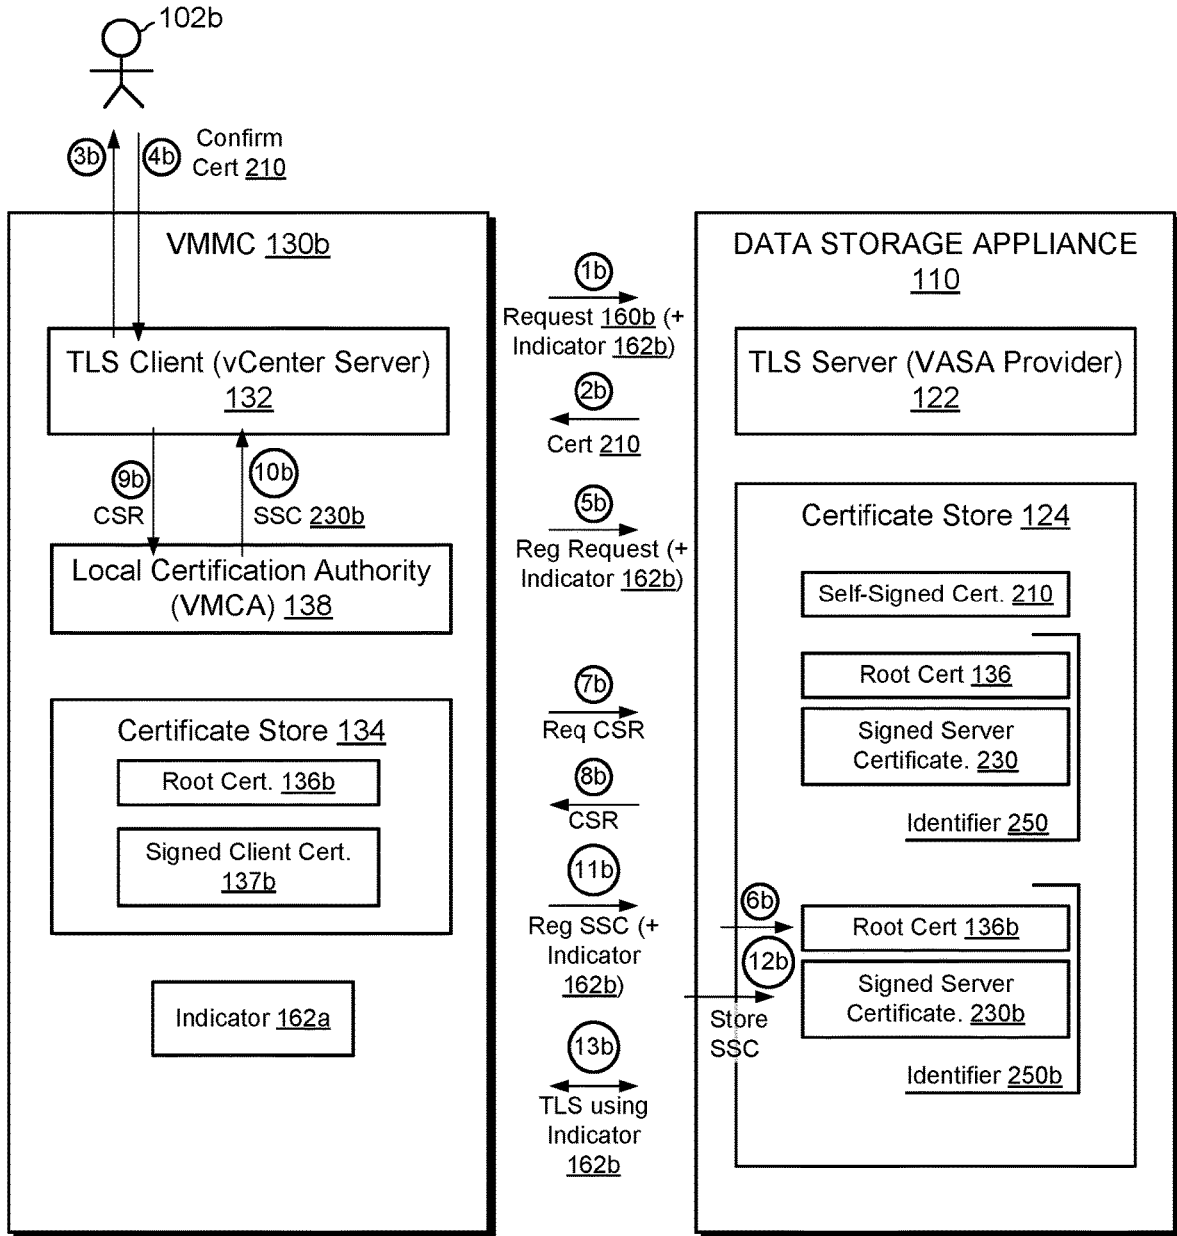 102b
3b
4b
Confirm
Cert 210
VMMC 130b
TLS Client (vCenter Server)
132
9b
CSR
10b
SSC 230b
Local Certification Authority
(VMCA) 138
Certificate Store 134
Root Cert. 136b
Signed Client Cert.
137b
Indicator 162a
1b
Request 160b (+
Indicator 162b)
2b
Cert 210
5b
Reg Request (+
Indicator 162b)
7b
Req CSR
8b
CSR
11b
Reg SSC (+
Indicator
162b)
13b
TLS using
Indicator
162b
DATA STORAGE APPLIANCE
110
TLS Server (VASA Provider)
122
Certificate Store 124
Self-Signed Cert. 210
Root Cert 136
Signed Server
Certificate. 230
Identifier 250
6b
Root Cert 136b
12b
Signed Server
Certificate. 230b
Store
SSC
Identifier 250b